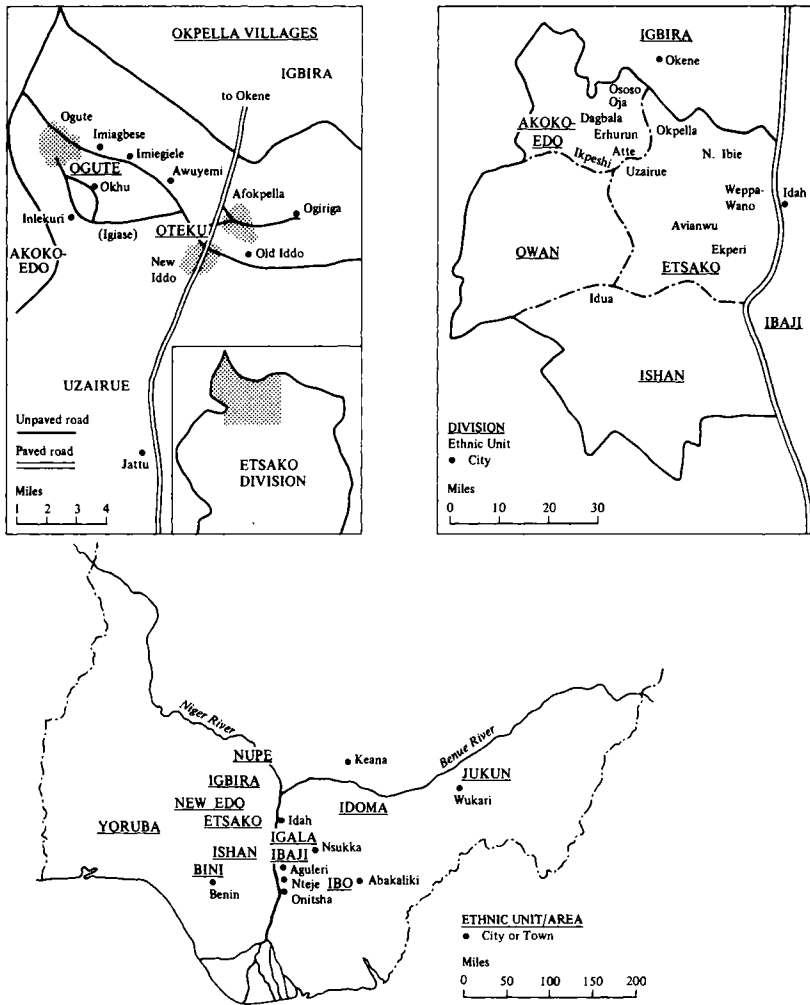 OKPELLA VILLAGES
IGBIRA
to Okene
Ogute
Imiagbese
Imiegiele
OGUTE
Awuyemi
Okhu
Afokpella
Ogiriga
Inlekuri
(Igiase)
OTEKU
AKOKO-
EDO
New
Iddo
Old Iddo
UZAIRUE
Unpaved road
Paved road
Jattu
Miles
1 2 3 4
ETSAKO
DIVISION
IGBIRA
Okene
Ososo
Oja
Dagbala
AKOKO-
EDO
Erhurun
Okpella
Ikpeshi
Atte
N. Ibie
Uzairue
Weppa-
Wano
Idah
Avianwu
OWAN
Ekperi
ETSAKO
Idua
IBAJI
ISHAN
DIVISION
Ethnic Unit
City
Miles
0 10 20 30
Niger River
Benue River
NUPE
Keana
IGBIRA
JUKUN
NEW EDO
IDOMA
Wukari
ETSAKO
Idah
YORUBA
IGALA
Nsukka
ISHAN
IBAJI
BINI
Aguleri
Nteje
IBO
Abakaliki
Benin
Onitsha
ETHNIC UNIT/AREA
City or Town
Miles
0 50 100 150 200